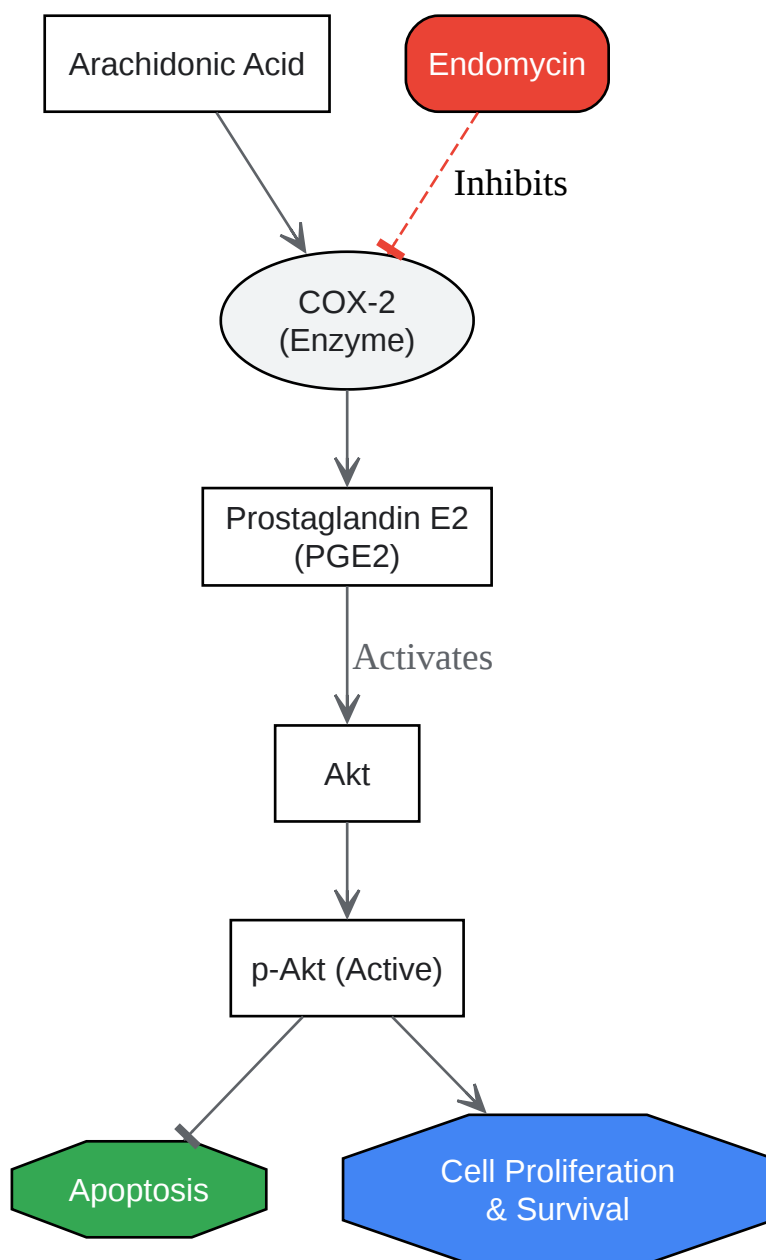 Arachidonic Acid
Endomycin
Inhibits
COX-2
(Enzyme)
Prostaglandin E2
(PGE2)
Activates
Akt
p-Akt (Active)
Apoptosis
Cell Proliferation
& Survival